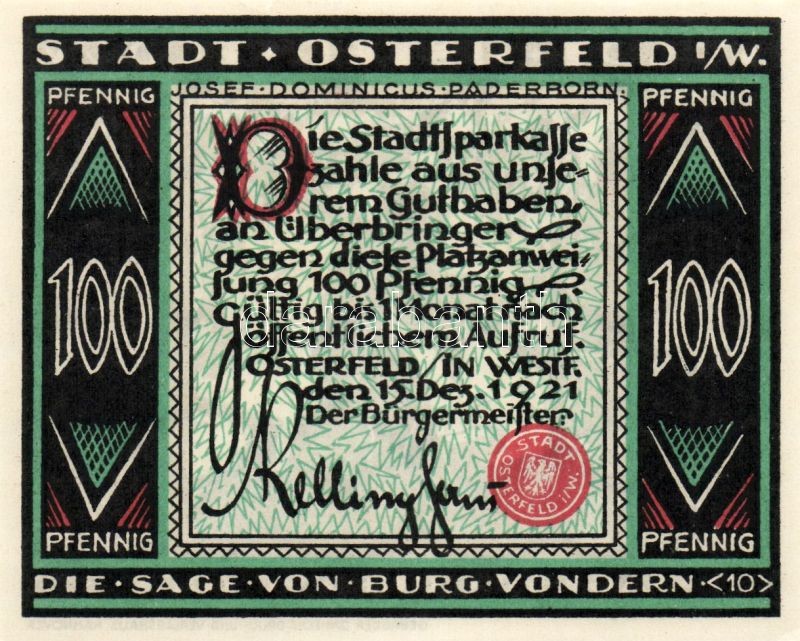 STADT · OSTERFELD I/W.
JOSEF · DOMINICUS · PADERBORN.
PFENNIG
PFENNIG
Die Stadtsparkasse
zahle aus unse-
rem Guthaben,
an Überbringer
gegen diese Platzanwei-
sung 100 Pfennig.
Gültig bis 1 Monat nach
öffentlichem Aufruf.
OSTERFELD / IN WESTF.
den 15. Dez. 1921
Der Bürgermeister:
Kellinghaus
100
100
darabanth
STADT · OSTERFELD i/W.
PFENNIG
PFENNIG
DIE · SAGE · VON · BURG · VONDERN · <10>